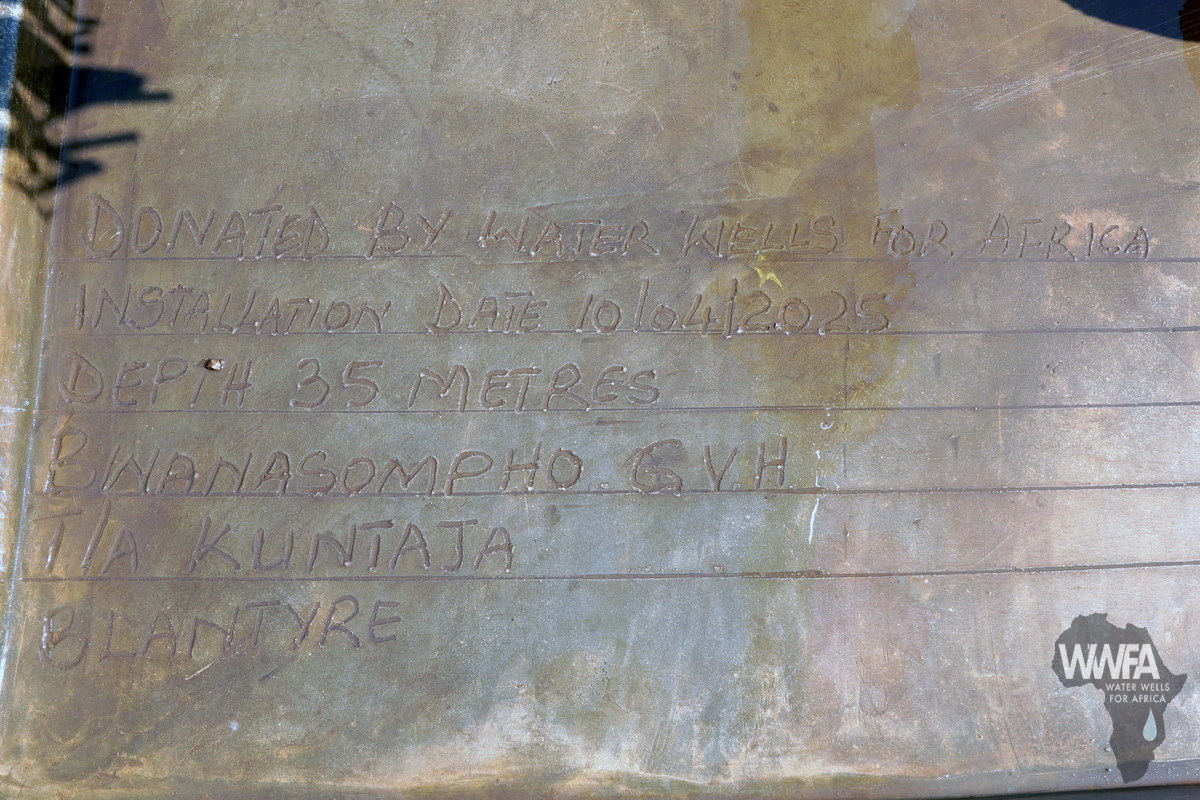 DONATED BY WATER WELLS FOR AFRICA
INSTALLATION DATE 10/04/2025
DEPTH 35 METRES
BWANASOMPHO G.V.H.
T/A KUNTAJA
BLANTYRE
WWFA
WATER WELLS
FOR AFRICA